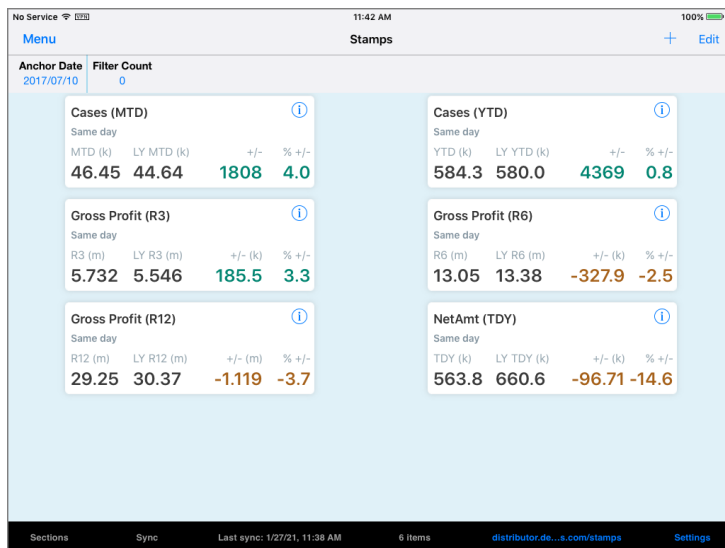 No Service VPN 11:42 AM 100%
Menu Stamps + Edit
Anchor Date Filter Count
2017/07/10 0
Cases (MTD)
Same day
MTD (k) LY MTD (k) +/- % +/-
46.45 44.64 1808 4.0
Cases (YTD)
Same day
YTD (k) LY YTD (k) +/- % +/-
584.3 580.0 4369 0.8
Gross Profit (R3)
Same day
R3 (m) LY R3 (m) +/- (k) % +/-
5.732 5.546 185.5 3.3
Gross Profit (R6)
Same day
R6 (m) LY R6 (m) +/- (k) % +/-
13.05 13.38 -327.9 -2.5
Gross Profit (R12)
Same day
R12 (m) LY R12 (m) +/- (m) % +/-
29.25 30.37 -1.119 -3.7
NetAmt (TDY)
Same day
TDY (k) LY TDY (k) +/- (k) % +/-
563.8 660.6 -96.71 -14.6
Sections Sync Last sync: 1/27/21, 11:38 AM 6 items distributor.de...s.com/stamps Settings